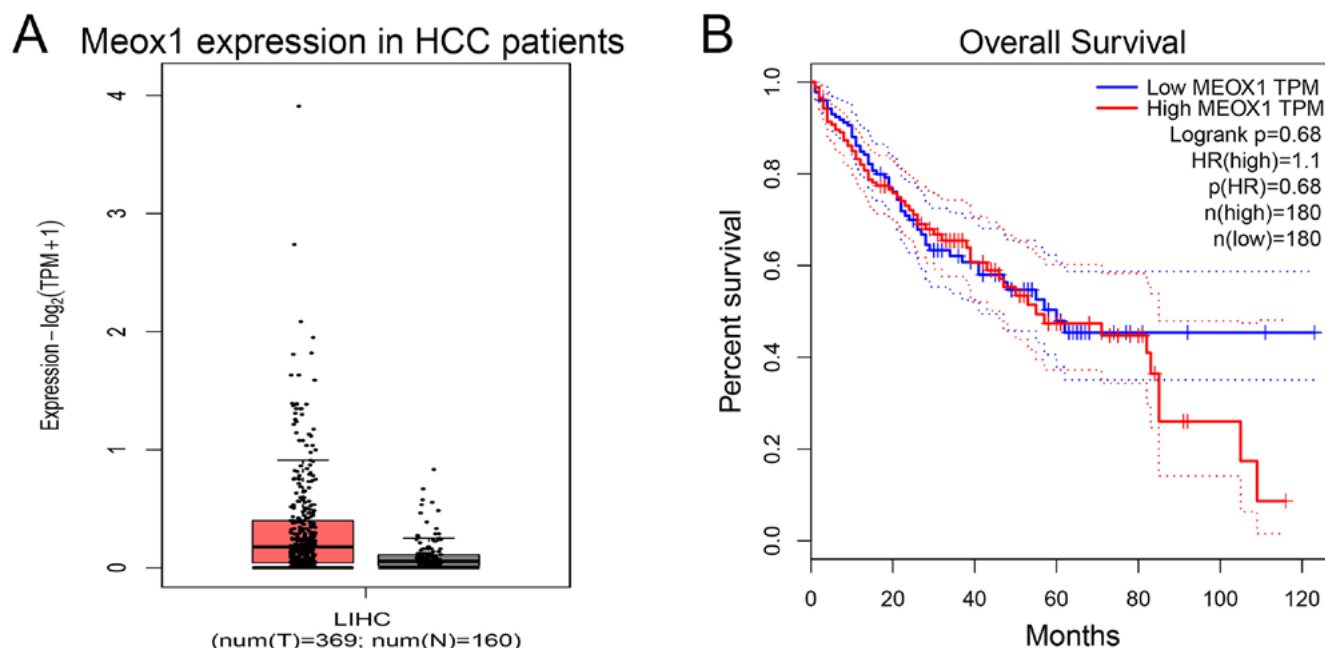 A
Meox1 expression in HCC patients
4
3
2
1
0
Expression – log2(TPM + 1)
LIHC
(num(T)=369; num(N)=160)
B
Overall Survival
Low MEOX1 TPM
High MEOX1 TPM
Logrank p=0.68
HR(high)=1.1
p(HR)=0.68
n(high)=180
n(low)=180
1.0
0.8
0.6
0.4
0.2
0.0
Percent survival
0 20 40 60 80 100 120
Months